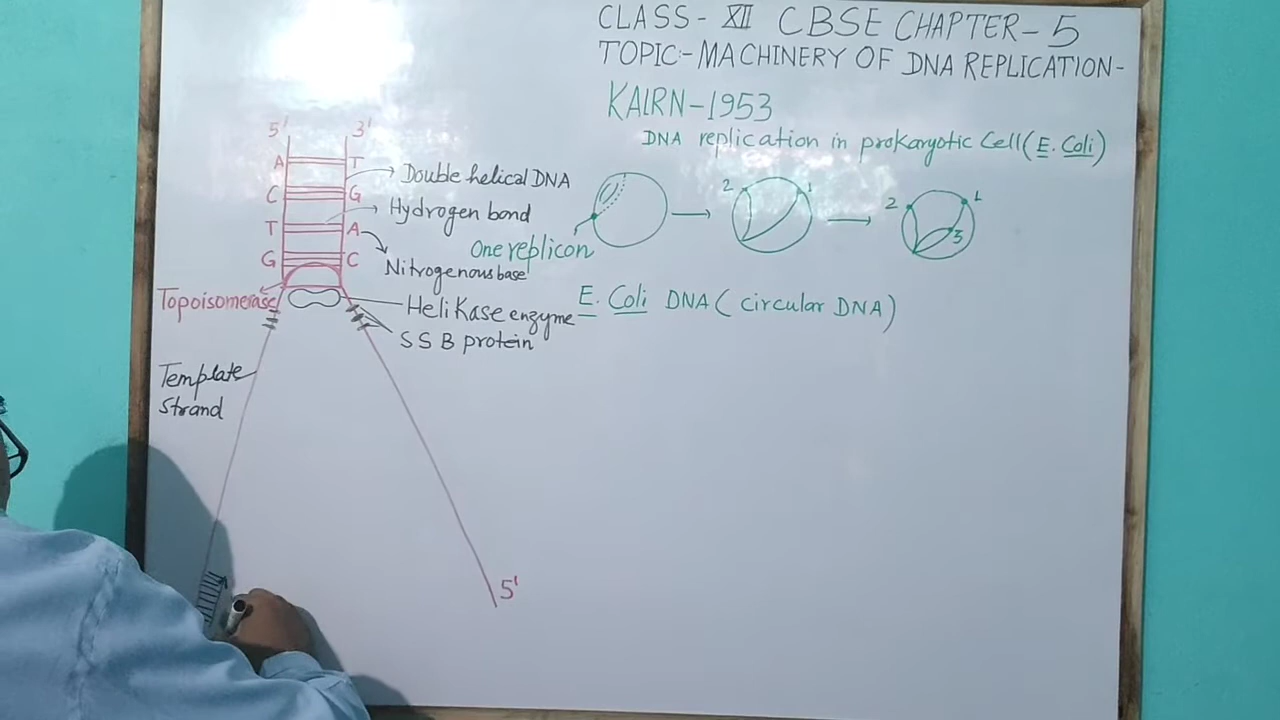 CLASS - XII CBSE CHAPTER - 5
TOPIC:- MACHINERY OF DNA REPLICATION -
KAIRN - 1953
DNA replication in prokaryotic Cell (E. Coli)
5' 3'
A T
C G
T A
G C
Double helical DNA
Hydrogen bond
Nitrogenous base
Topoisomerase
HeliKase enzyme
S S B protein
Template
Strand
5'
One replicon
2 1
2 1
3
E. Coli DNA ( circular DNA )